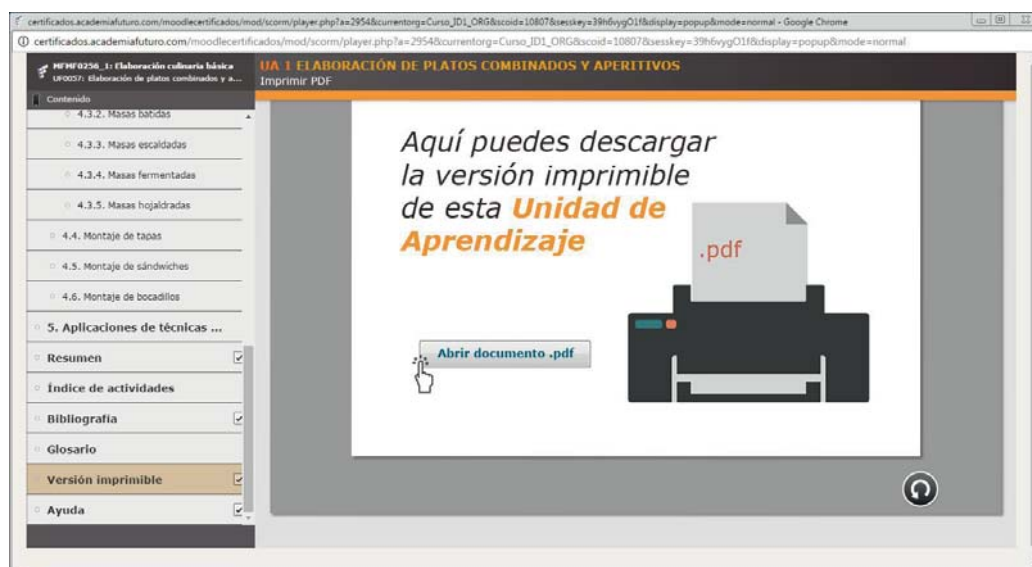 certificados.academiafuturo.com/moodlecertificados/mod/scorm/player.php?a=2954&currentorg=Curso_ID1_ORG&scoid=10807&sesskey=39h6vygO1f&display=popup&mode=normal - Google Chrome
certificados.academiafuturo.com/moodlecertificados/mod/scorm/player.php?a=2954&currentorg=Curso_ID1_ORG&scoid=10807&sesskey=39h6vygO1f&display=popup&mode=normal
MFMF0256_1: Elaboración culinaria básica
UF0057: Elaboración de platos combinados y a...
UA 1 ELABORACIÓN DE PLATOS COMBINADOS Y APERITIVOS
Imprimir PDF
Contenido
4.3.2. Masas batidas
4.3.3. Masas escaldadas
4.3.4. Masas fermentadas
4.3.5. Masas hojaldradas
4.4. Montaje de tapas
4.5. Montaje de sándwiches
4.6. Montaje de bocadillos
5. Aplicaciones de técnicas ...
Resumen
Índice de actividades
Bibliografía
Glosario
Versión imprimible
Ayuda
Aquí puedes descargar
la versión imprimible
de esta Unidad de
Aprendizaje
.pdf
Abrir documento .pdf